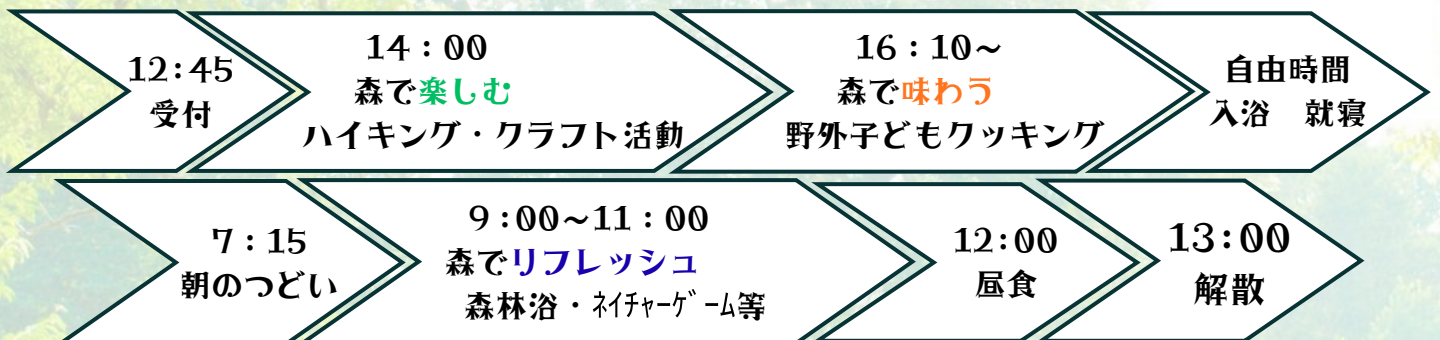 12:45
受付
14：00
森で楽しむ
ハイキング・クラフト活動
16：10～
森で味わう
野外子どもクッキング
自由時間
入浴　就寝
7：15
朝のつどい
9:00～11：00
森でリフレッシュ
森林浴・ﾈｲﾁｬｰｹﾞｰﾑ等
12:00
昼食
13:00
解散